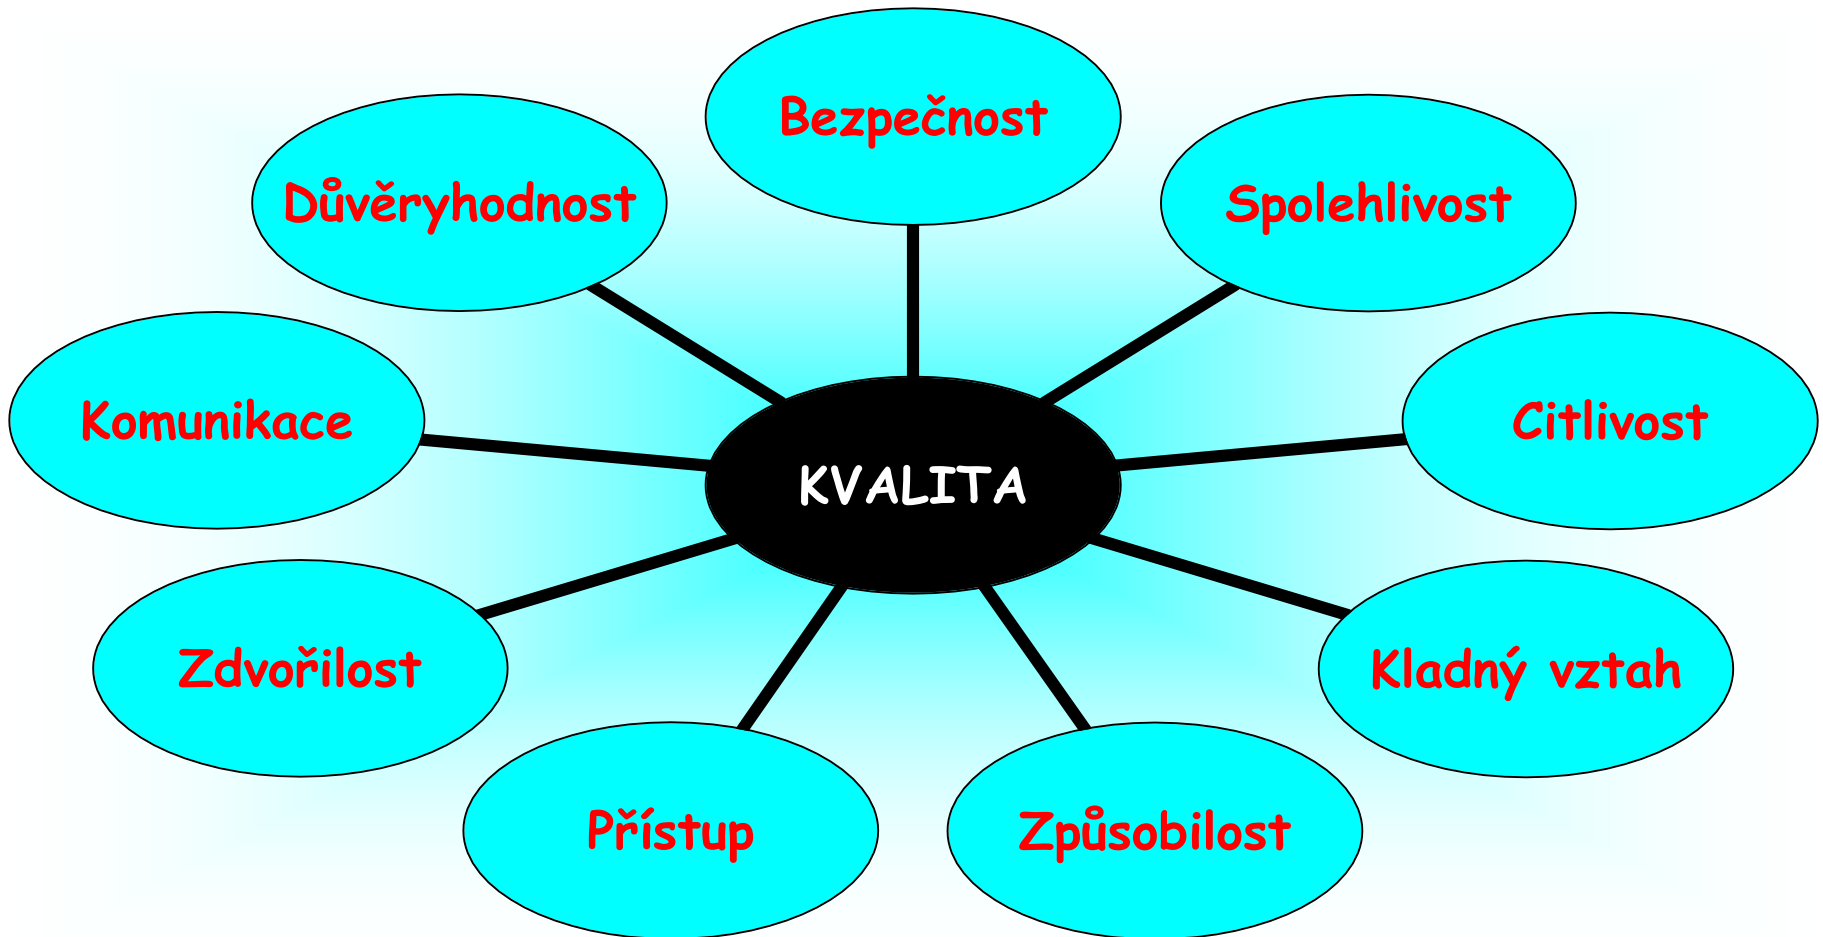 Bezpečnost
Důvěryhodnost
Spolehlivost
Komunikace
Citlivost
KVALITA
Zdvořilost
Kladný vztah
Přístup
Způsobilost